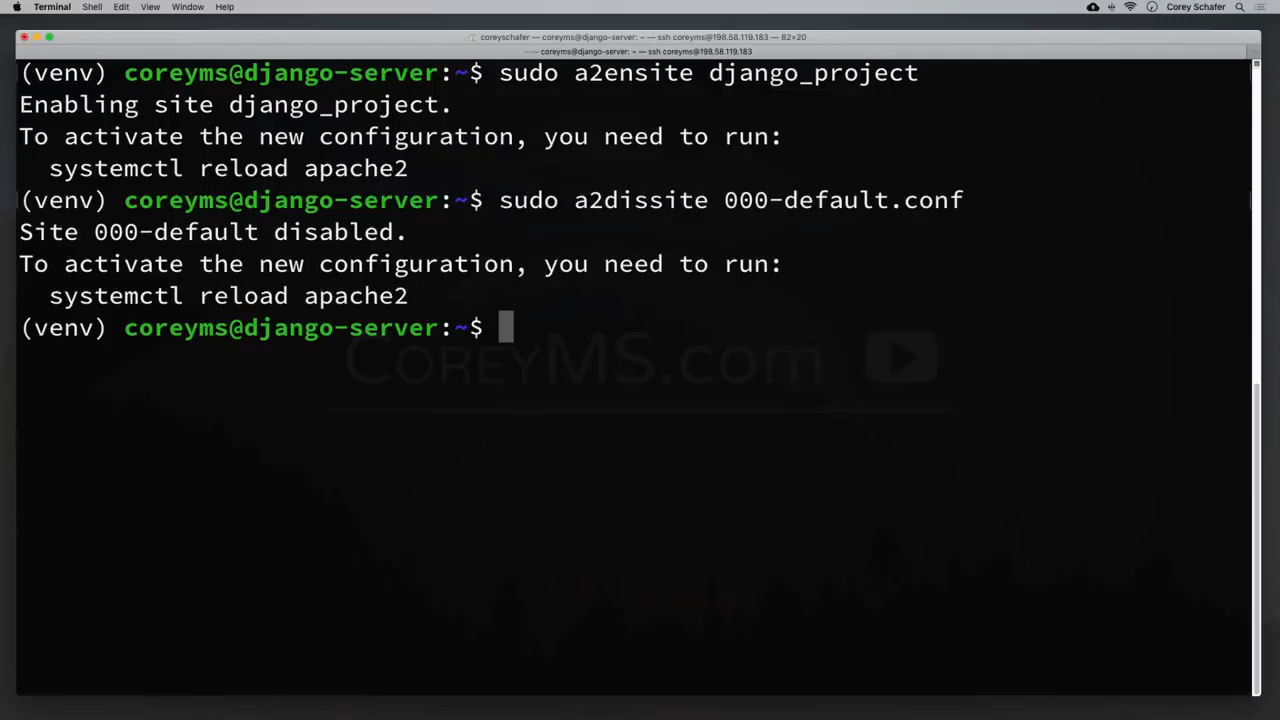 Terminal Shell Edit View Window Help Corey Schafer
coreyschafer — coreyms@django-server: ~ — ssh coreyms@198.58.119.183 — 82×20
coreyms@django-server: ~ — ssh coreyms@198.58.119.183
(venv) coreyms@django-server:~$ sudo a2ensite django_project
Enabling site django_project.
To activate the new configuration, you need to run:
  systemctl reload apache2
(venv) coreyms@django-server:~$ sudo a2dissite 000-default.conf
Site 000-default disabled.
To activate the new configuration, you need to run:
  systemctl reload apache2
(venv) coreyms@django-server:~$
CoreyMS.com